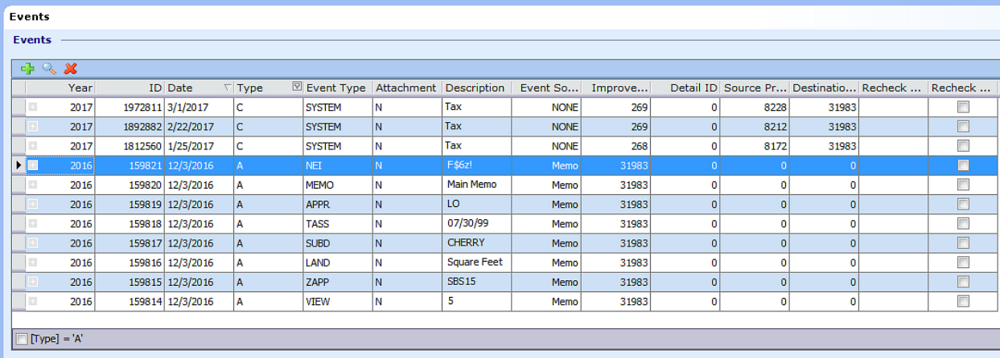 Events
Events
Year ID Date Type Event Type Attachment Description Event So... Improve... Detail ID Source Pr... Destinatio... Recheck ... Recheck ...
2017 1972811 3/1/2017 C SYSTEM N Tax NONE 269 0 8228 31983
2017 1892882 2/22/2017 C SYSTEM N Tax NONE 269 0 8212 31983
2017 1812560 1/25/2017 C SYSTEM N Tax NONE 268 0 8172 31983
2016 159821 12/3/2016 A NEI N F$6z! Memo 31983 0 0 0
2016 159820 12/3/2016 A MEMO N Main Memo Memo 31983 0 0 0
2016 159819 12/3/2016 A APPR N LO Memo 31983 0 0 0
2016 159818 12/3/2016 A TASS N 07/30/99 Memo 31983 0 0 0
2016 159817 12/3/2016 A SUBD N CHERRY Memo 31983 0 0 0
2016 159816 12/3/2016 A LAND N Square Feet Memo 31983 0 0 0
2016 159815 12/3/2016 A ZAPP N SBS15 Memo 31983 0 0 0
2016 159814 12/3/2016 A VIEW N 5 Memo 31983 0 0 0
[Type] = 'A'